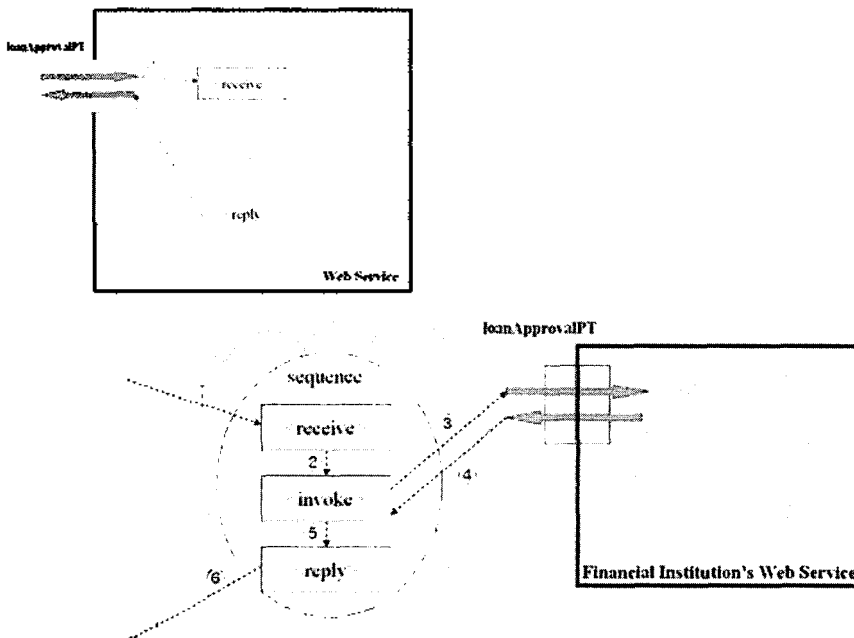 loanApprovalPT
receive
reply
Web Service
loanApprovalPT
sequence
1
receive
3
2
(4)
invoke
5
reply
(6)
Financial Institution's Web Service